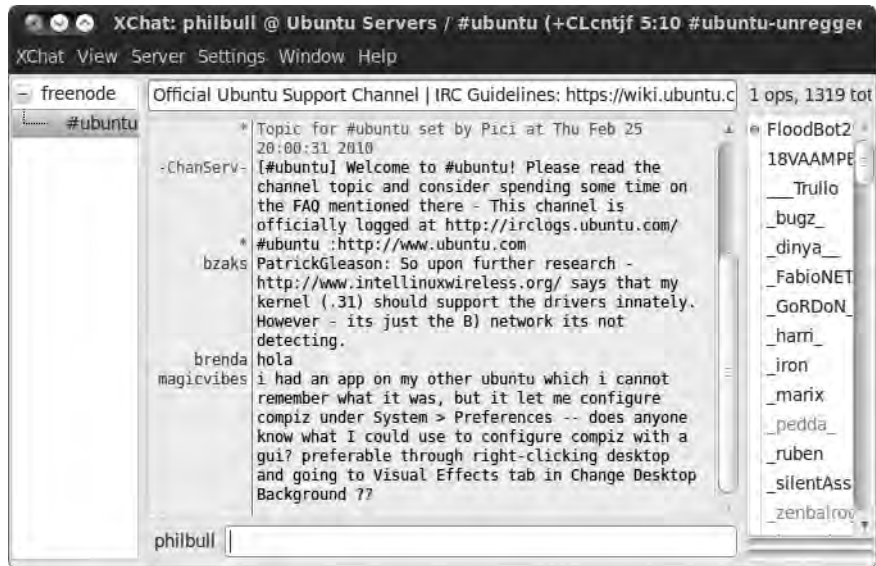 XChat: philbull @ Ubuntu Servers / #ubuntu (+CLcntjf 5:10 #ubuntu-unregged
XChat View Server Settings Window Help
freenode
#ubuntu
Official Ubuntu Support Channel | IRC Guidelines: https://wiki.ubuntu.c
1 ops, 1319 tot
* Topic for #ubuntu set by Pici at Thu Feb 25
20:00:31 2010
-ChanServ- [#ubuntu] Welcome to #ubuntu! Please read the
channel topic and consider spending some time on
the FAQ mentioned there - This channel is
officially logged at http://irclogs.ubuntu.com/
* #ubuntu :http://www.ubuntu.com
bzaks PatrickGleason: So upon further research -
http://www.intellinuxwireless.org/ says that my
kernel (.31) should support the drivers innately.
However - its just the B) network its not
detecting.
brenda hola
magicvibes i had an app on my other ubuntu which i cannot
remember what it was, but it let me configure
compiz under System > Preferences -- does anyone
know what I could use to configure compiz with a
gui? preferable through right-clicking desktop
and going to Visual Effects tab in Change Desktop
Background ??
FloodBot2
18VAAMPE
___Trullo
_bugz_
_dinya__
_FabioNET
_GoRDoN_
_harri_
_iron
_marix
_pedda_
_ruben
_silentAss
_zenbalrov
philbull